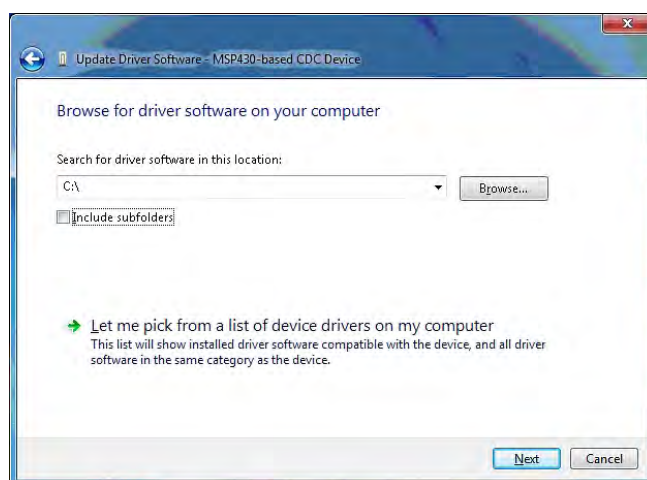 Update Driver Software - MSP430-based CDC Device
Browse for driver software on your computer
Search for driver software in this location:
C:\
Browse...
Include subfolders
Let me pick from a list of device drivers on my computer
This list will show installed driver software compatible with the device, and all driver
software in the same category as the device.
Next
Cancel